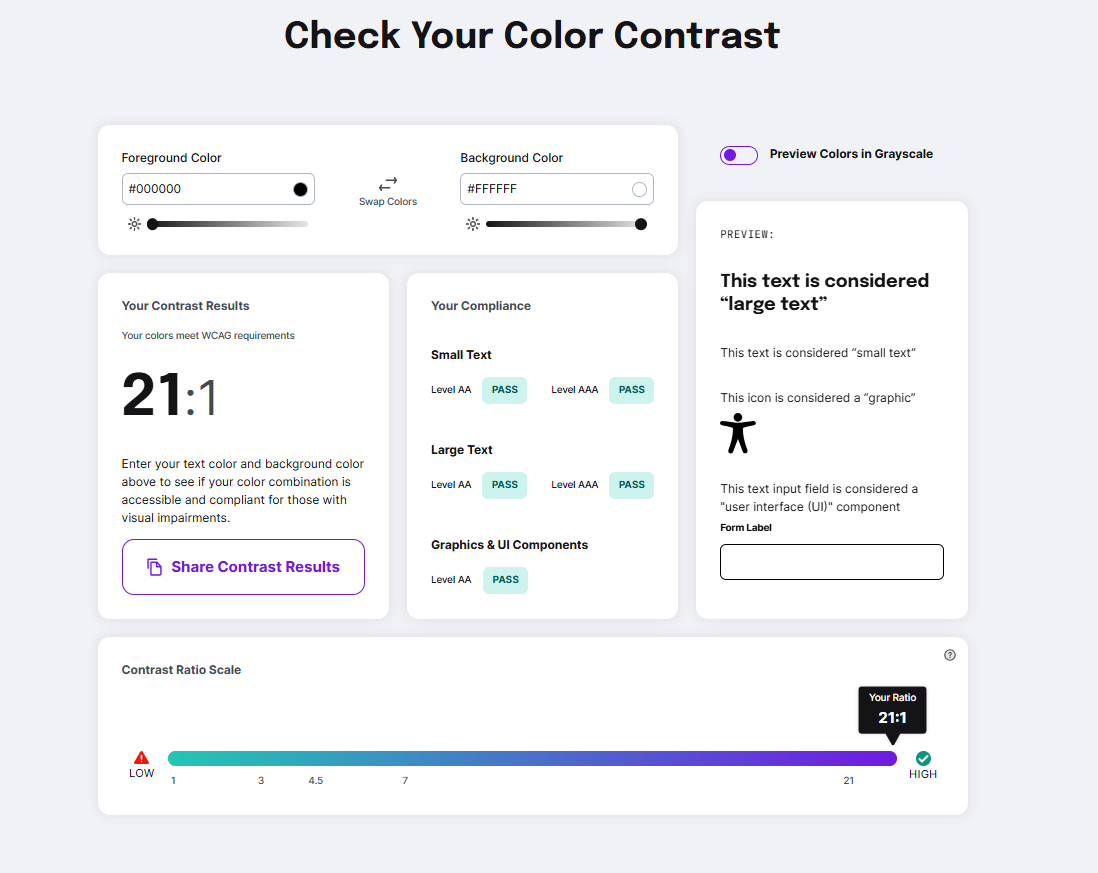 Check Your Color Contrast
Foreground Color
#000000
Swap Colors
Background Color
#FFFFFF
Preview Colors in Grayscale
Your Contrast Results
Your colors meet WCAG requirements
21:1
Enter your text color and background color
above to see if your color combination is
accessible and compliant for those with
visual impairments.
Share Contrast Results
Your Compliance
Small Text
Level AA PASS Level AAA PASS
Large Text
Level AA PASS Level AAA PASS
Graphics & UI Components
Level AA PASS
PREVIEW:
This text is considered
“large text”
This text is considered “small text”
This icon is considered a “graphic”
This text input field is considered a
"user interface (UI)" component
Form Label
Contrast Ratio Scale
?
Your Ratio
21:1
LOW
1 3 4.5 7 21
HIGH